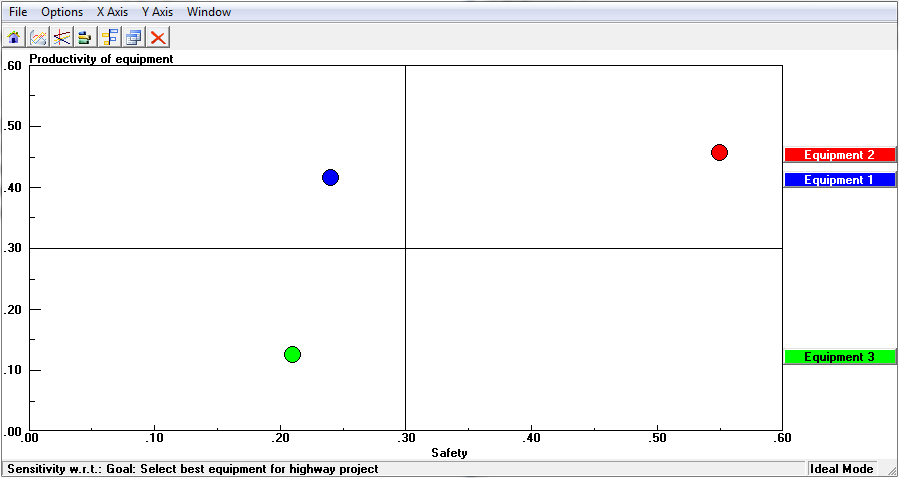 File Options X Axis Y Axis Window
Productivity of equipment
.60
.50
.40
.30
.20
.10
.00
Equipment 2
Equipment 1
Equipment 3
.00 .10 .20 .30 .40 .50 .60
Safety
Sensitivity w.r.t.: Goal: Select best equipment for highway project Ideal Mode